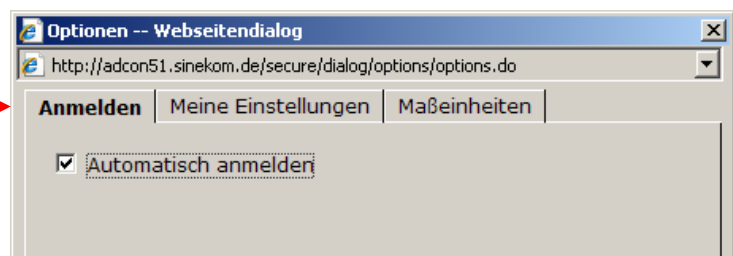 Optionen -- Webseitendialog
http://adcon51.sinekom.de/secure/dialog/options/options.do
Anmelden Meine Einstellungen Maßeinheiten
Automatisch anmelden